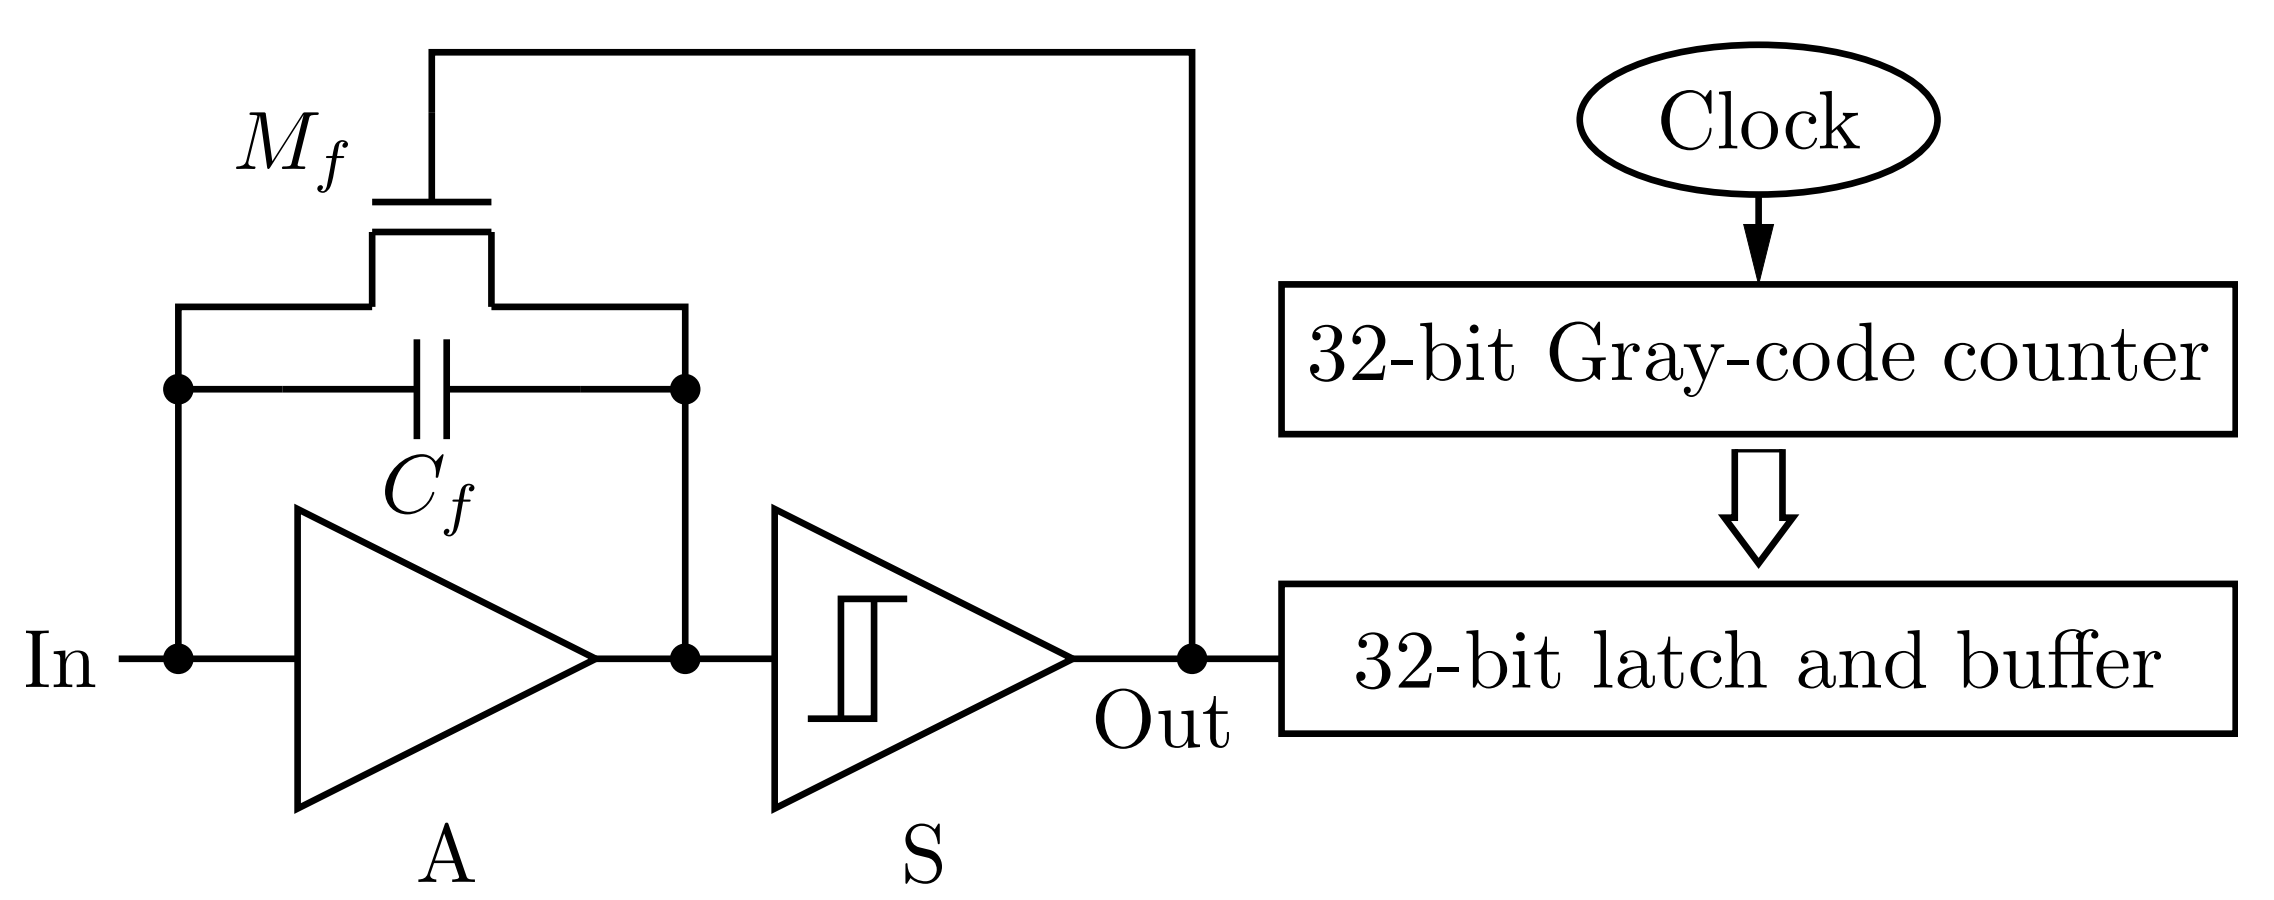 M_f
C_f
In
A
S
Out
Clock
32-bit Gray-code counter
32-bit latch and buffer